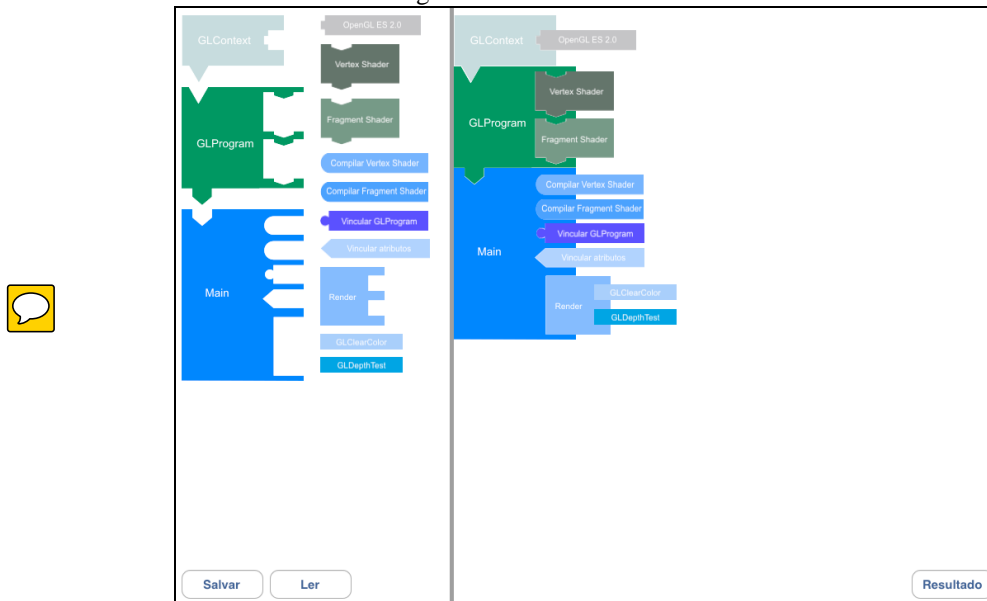 GLContext
OpenGL ES 2.0
Vertex Shader
Fragment Shader
GLProgram
Compilar Vertex Shader
Compilar Fragment Shader
Vincular GLProgram
Vincular atributos
Main
Render
GLClearColor
GLDepthTest
Salvar
Ler
GLContext
OpenGL ES 2.0
Vertex Shader
GLProgram
Fragment Shader
Compilar Vertex Shader
Compilar Fragment Shader
Vincular GLProgram
Main
Vincular atributos
GLClearColor
Render
GLDepthTest
Resultado